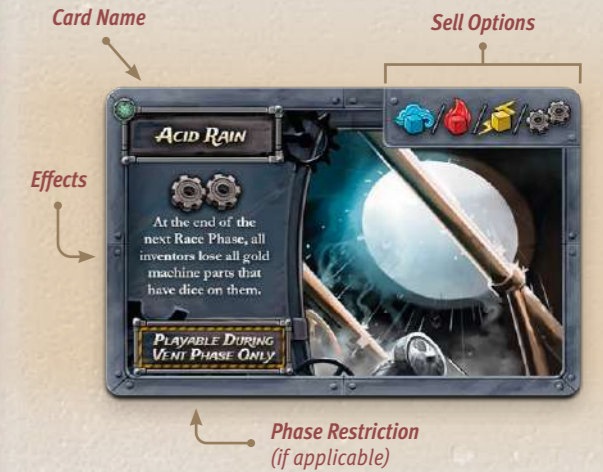 Card Name
Sell Options
ACID RAIN
Effects
At the end of the
next Race Phase, all
inventors lose all gold
machine parts that
have dice on them.
PLAYABLE DURING
VENT PHASE ONLY
Phase Restriction
(if applicable)